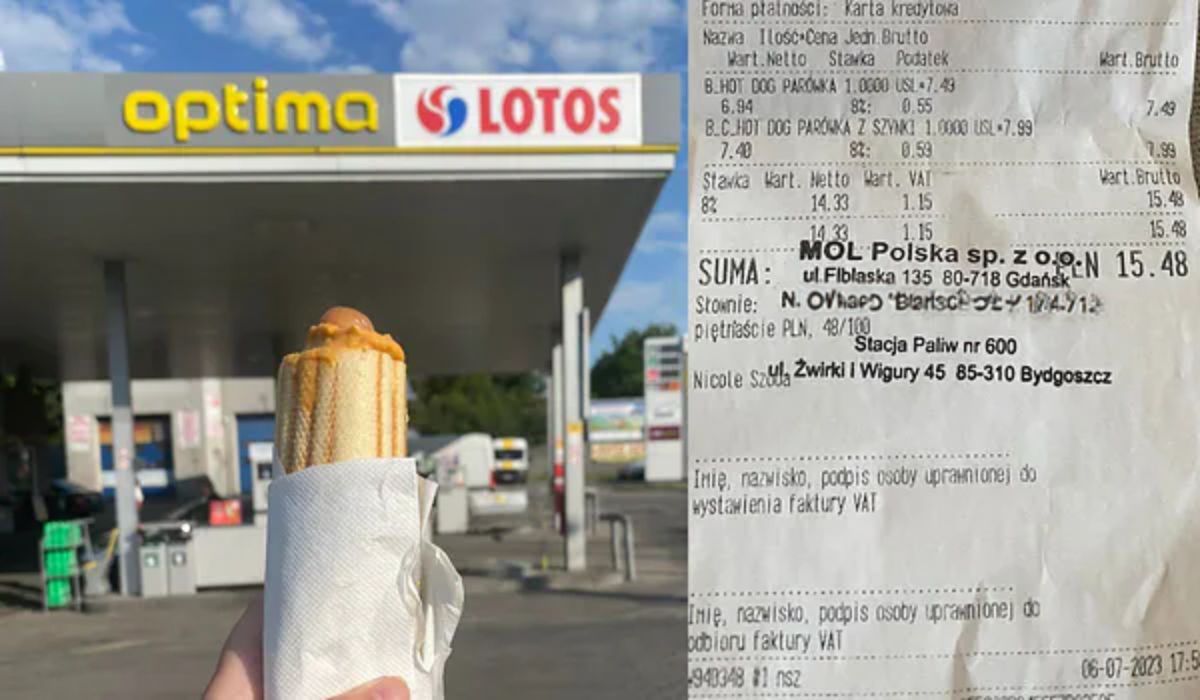 optima LOTOS
Forma płatności: Karta kredytowa
Nazwa Ilość*Cena Jedn.Brutto
Wart.Netto Stawka Podatek Wart.Brutto
B.HOT DOG PARÓWKA 1.0000 USŁ*7.49
6.94 8%: 0.55 7.49
B.C.HOT DOG PARÓWKA Z SZYNKI 1.0000 USŁ*7.99
7.40 8%: 0.59 7.99
Stawka Wart. Netto Wart. VAT Wart.Brutto
8% 14.33 1.15 15.48
14.33 1.15 15.48
MOL Polska sp. z o.o.
SUMA: PLN 15.48
ul.Elbląska 135 80-718 Gdańsk
Słownie:
piętnaście PLN, 48/100
Stacja Paliw nr 600
ul. Żwirki i Wigury 45 85-310 Bydgoszcz
Nicole
Imię, nazwisko, podpis osoby uprawnionej do
wystawienia faktury VAT
Imię, nazwisko, podpis osoby uprawnionej do
odbioru faktury VAT
#1 nsz 06-07-2023